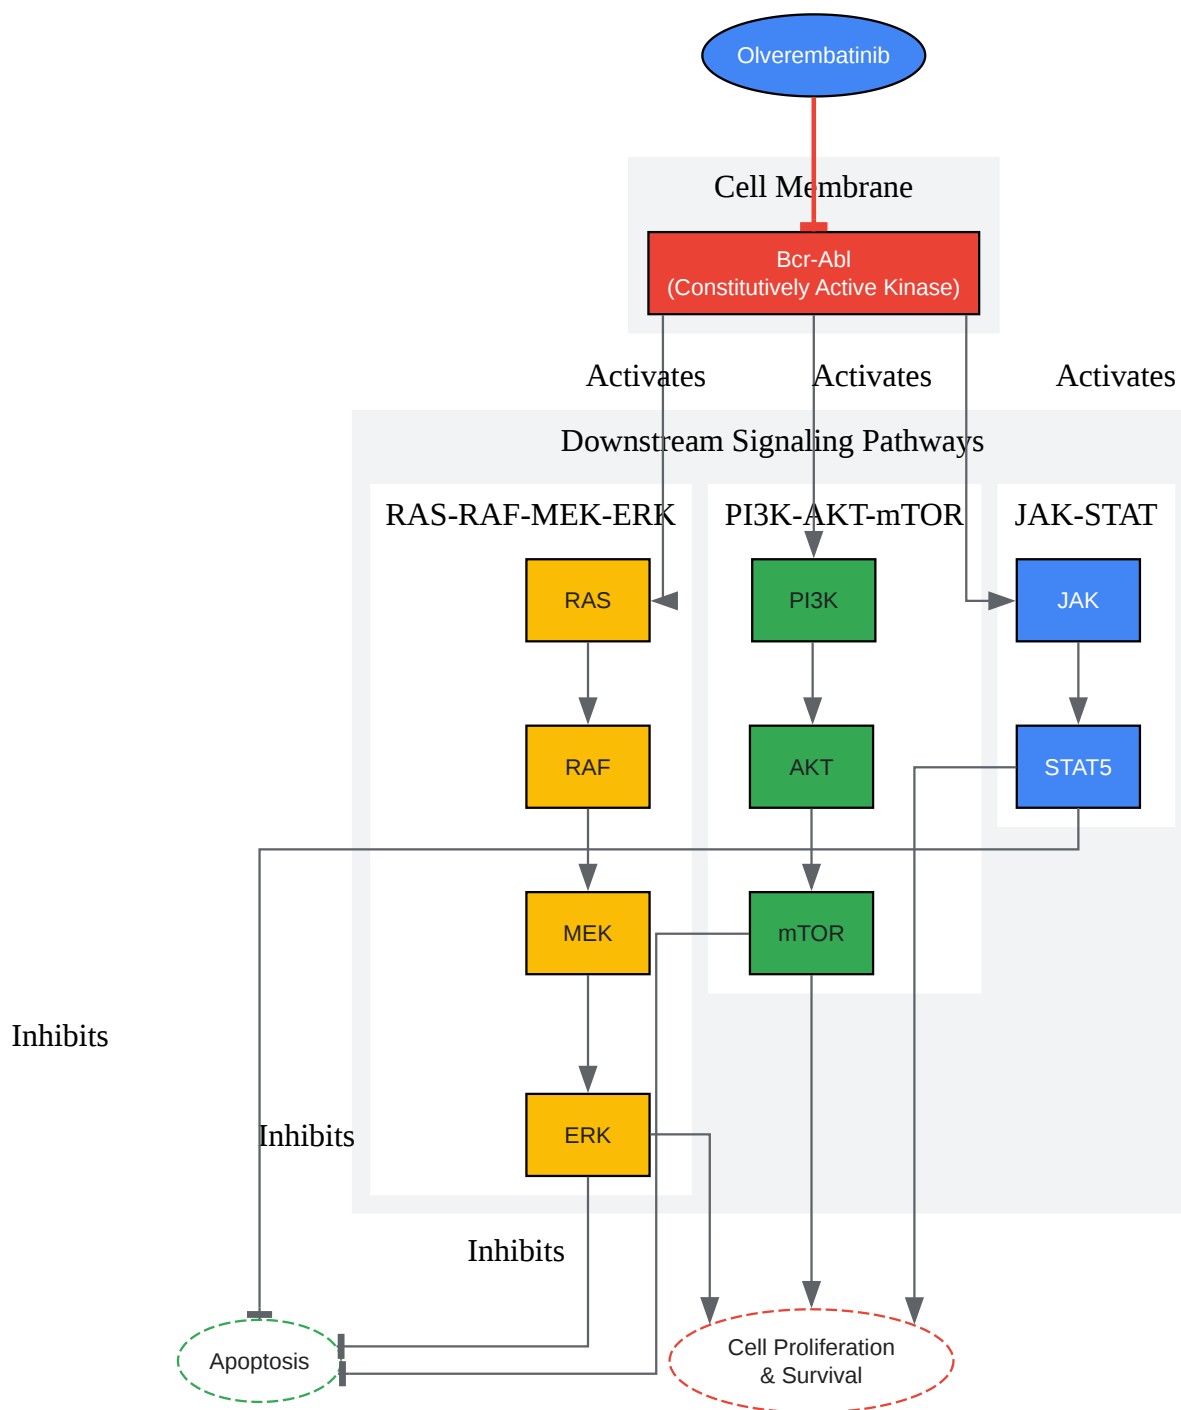 Olverembatinib
Cell Membrane
Bcr-Abl
(Constitutively Active Kinase)
Activates
Activates
Activates
Downstream Signaling Pathways
RAS-RAF-MEK-ERK
PI3K-AKT-mTOR
JAK-STAT
RAS
PI3K
JAK
RAF
AKT
STAT5
MEK
mTOR
Inhibits
Inhibits
ERK
Inhibits
Apoptosis
Cell Proliferation
& Survival